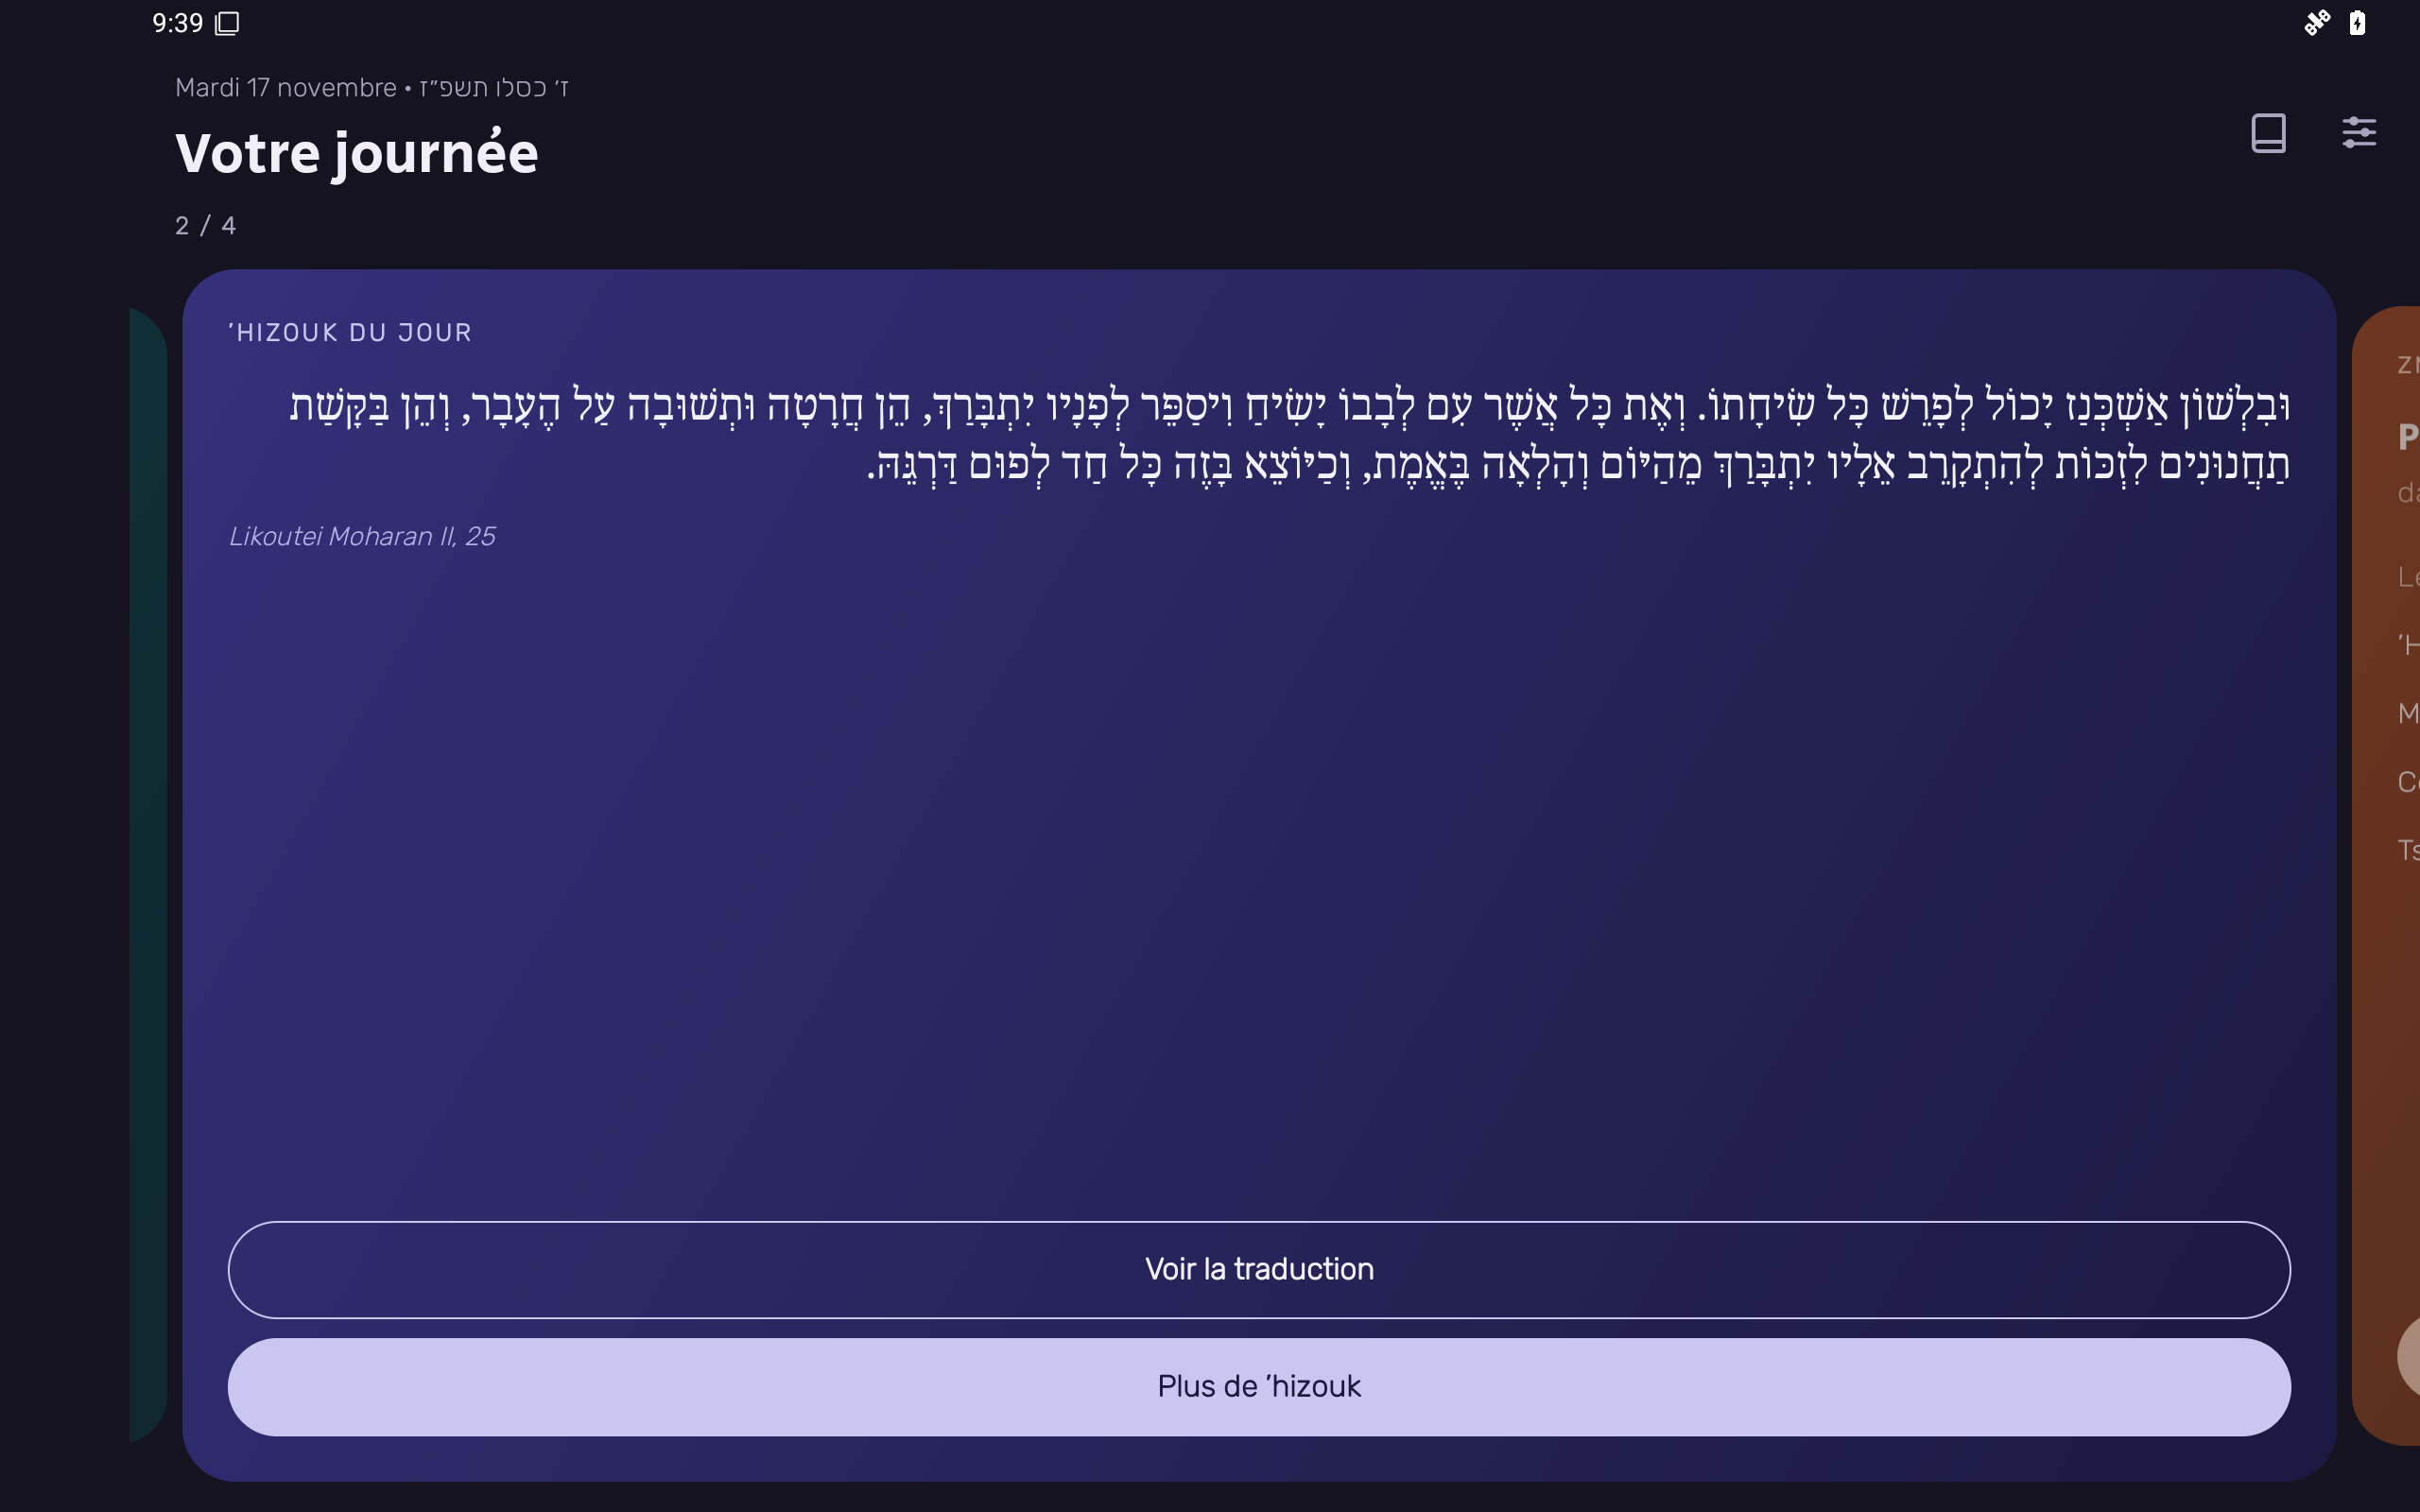 9:39
Mardi 17 novembre • ז׳ כסלו תשפ״ז
Votre journée
2 / 4
׳HIZOUK DU JOUR
וּבִלְשׁוֹן אַשְׁכְּנַז יָכוֹל לְפָרֵשׁ כָּל שִׂיחָתוֹ. וְאֶת כָּל אֲשֶׁר עִם לְבָבוֹ יָשִׂיחַ וִיסַפֵּר לְפָנָיו יִתְבָּרַךְ, הֵן חֲרָטָה וּתְשׁוּבָה עַל הֶעָבָר, וְהֵן בַּקָּשַׁת
תַחֲנוּנִים לִזְכּוֹת לְהִתְקָרֵב אֵלָיו יִתְבָּרַךְ מֵהַיּוֹם וְהָלְאָה בֶּאֱמֶת, וְכַיּוֹצֵא בָּזֶה כָּל חַד לְפוּם דַּרְגֵּהּ.
Likoutei Moharan II, 25
Voir la traduction
Plus de ׳hizouk